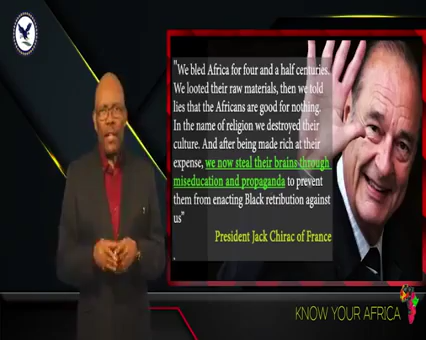 "We bled Africa for four and a half centuries.
We looted their raw materials, then we told
lies that the Africans are good for nothing.
In the name of religion we destroyed their
culture. And after being made rich at their
expense, we now steal their brains through
miseducation and propaganda to prevent
them from enacting Black retribution against
us"
President Jack Chirac of France
.
KNOW YOUR AFRICA